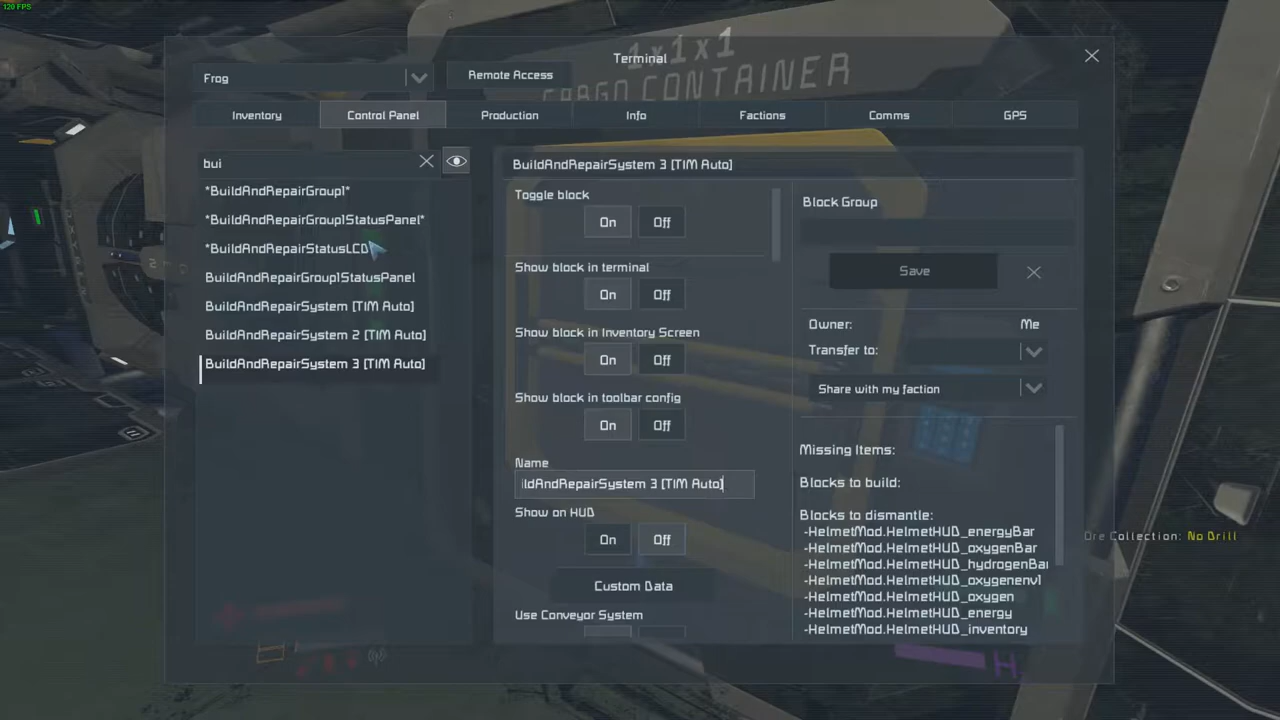 120 FPS
1x1x1
CARGO CONTAINER
Terminal
Frog
Remote Access
Inventory
Control Panel
Production
Info
Factions
Comms
GPS
bui
*BuildAndRepairGroup1*
*BuildAndRepairGroup1StatusPanel*
*BuildAndRepairStatusLCD
BuildAndRepairGroup1StatusPanel
BuildAndRepairSystem [TIM Auto]
BuildAndRepairSystem 2 [TIM Auto]
BuildAndRepairSystem 3 [TIM Auto]
BuildAndRepairSystem 3 [TIM Auto]
Toggle block
On Off
Show block in terminal
On Off
Show block in Inventory Screen
On Off
Show block in toolbar config
On Off
Name
ildAndRepairSystem 3 [TIM Auto]
Show on HUD
On Off
Custom Data
Use Conveyor System
Block Group
Save
Owner: Me
Transfer to:
Share with my faction
Missing Items:
Blocks to build:
Blocks to dismantle:
-HelmetMod.HelmetHUD_energyBar
-HelmetMod.HelmetHUD_oxygenBar
-HelmetMod.HelmetHUD_hydrogenBar
-HelmetMod.HelmetHUD_oxygenenvl
-HelmetMod.HelmetHUD_oxygen
-HelmetMod.HelmetHUD_energy
-HelmetMod.HelmetHUD_inventory
Ore Collection: No Drill